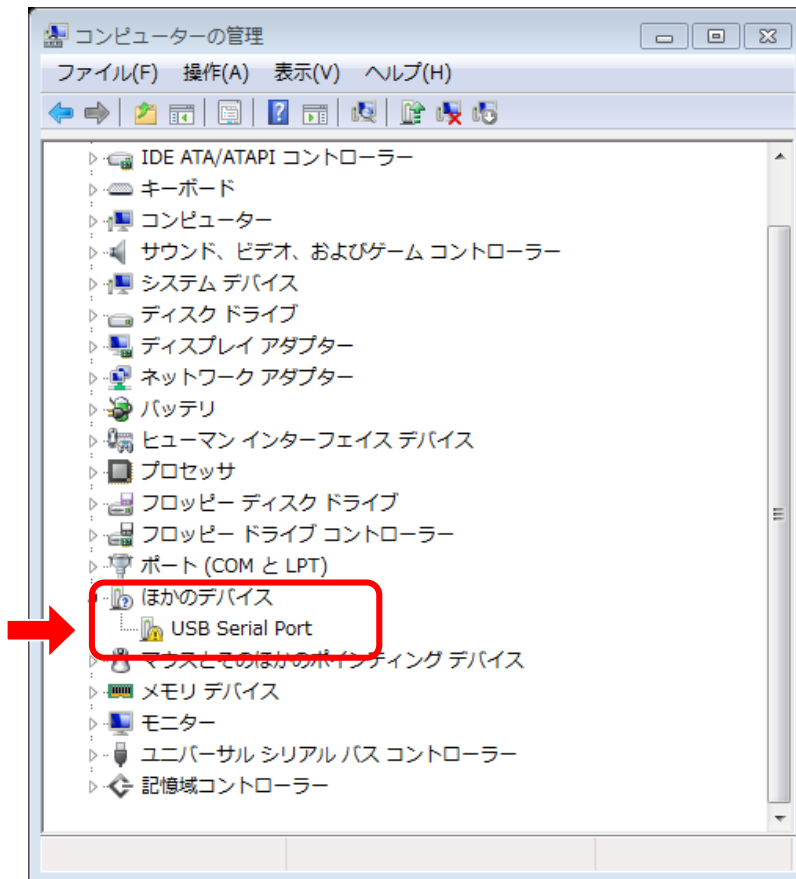 コンピューターの管理
ファイル(F) 操作(A) 表示(V) ヘルプ(H)
IDE ATA/ATAPI コントローラー
キーボード
コンピューター
サウンド、ビデオ、およびゲーム コントローラー
システム デバイス
ディスク ドライブ
ディスプレイ アダプター
ネットワーク アダプター
バッテリ
ヒューマン インターフェイス デバイス
プロセッサ
フロッピー ディスク ドライブ
フロッピー ドライブ コントローラー
ポート (COM と LPT)
ほかのデバイス
USB Serial Port
マウスとそのほかのポインティング デバイス
メモリ デバイス
モニター
ユニバーサル シリアル バス コントローラー
記憶域コントローラー